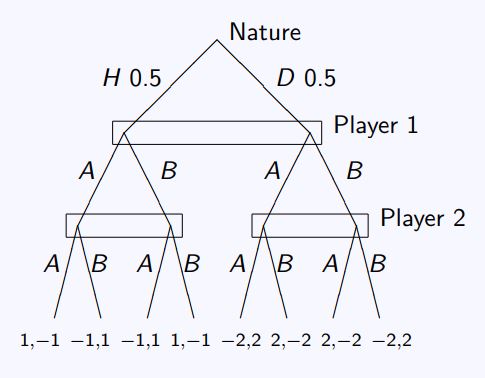 Nature
H 0.5 D 0.5
Player 1
A B A B
Player 2
A B A B A B A B
1,−1 −1,1 −1,1 1,−1 −2,2 2,−2 2,−2 −2,2